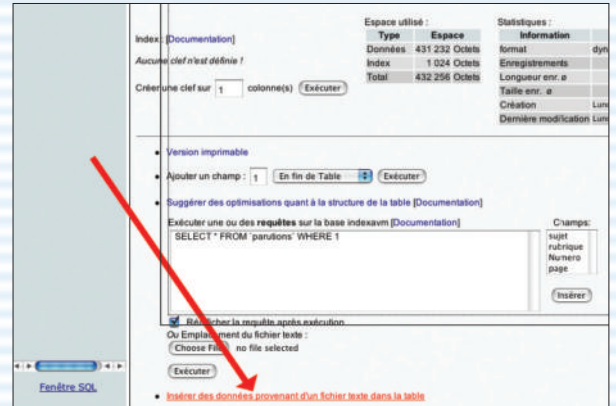 Espace utilisé :
Statistiques :
Type Espace
Information
Données 431 232 Octets
format dyn
Index 1 024 Octets
Enregistrements
Total 432 256 Octets
Longueur enr. ø
Taille enr. ø
Création Lun
Dernière modification Lun
Index : [Documentation]
Aucune clef n'est définie !
Créer une clef sur 1 colonne(s) Exécuter
Version imprimable
Ajouter un champ : 1 En fin de Table Exécuter
Suggérer des optimisations quant à la structure de la table [Documentation]
Exécuter une ou des requêtes sur la base indexavm [Documentation]
Champs:
SELECT * FROM `parutions` WHERE 1
sujet
rubrique
Numero
page
Insérer
Réafficher la requête après exécution
Ou Emplacement du fichier texte :
Choose File no file selected
Exécuter
Fenêtre SQL
Insérer des données provenant d'un fichier texte dans la table